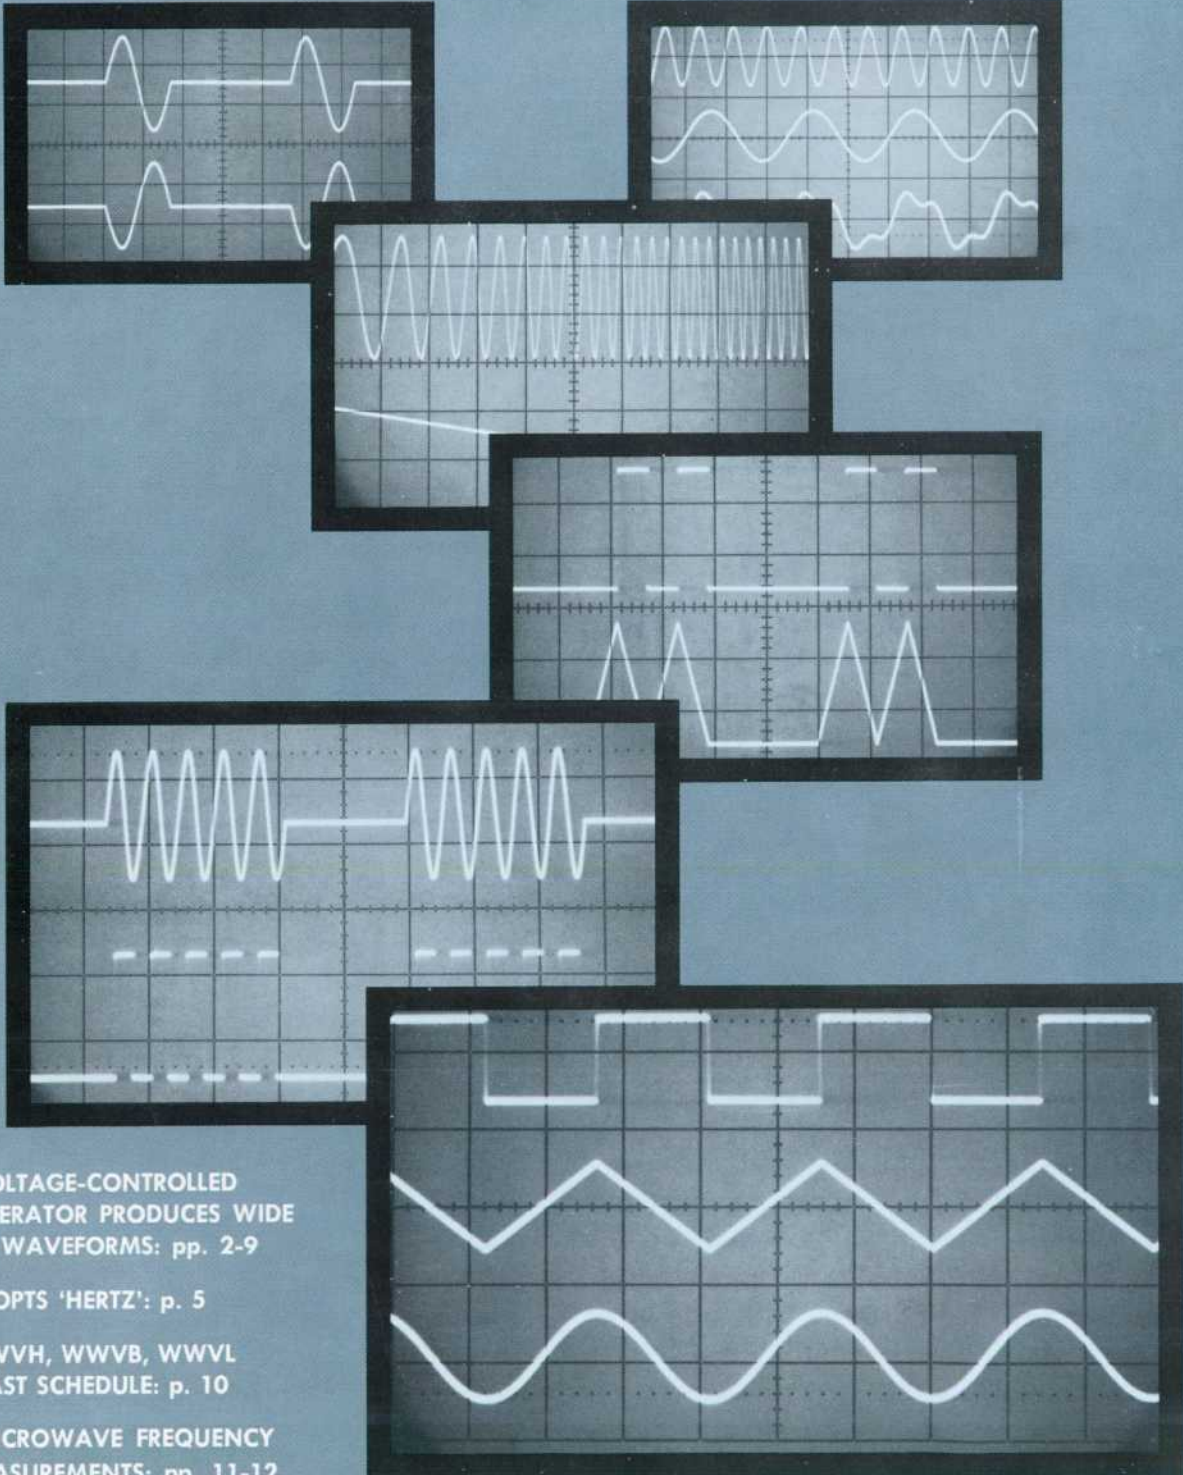 OLTAGE-CONTROLLED
ERATOR PRODUCES WIDE
WAVEFORMS: pp. 2-9
OPTS 'HERTZ': p. 5
WVH, WWVB, WWVL
AST SCHEDULE: p. 10
CROWAVE FREQUENCY
ASUREMENTS: pp. 11-12